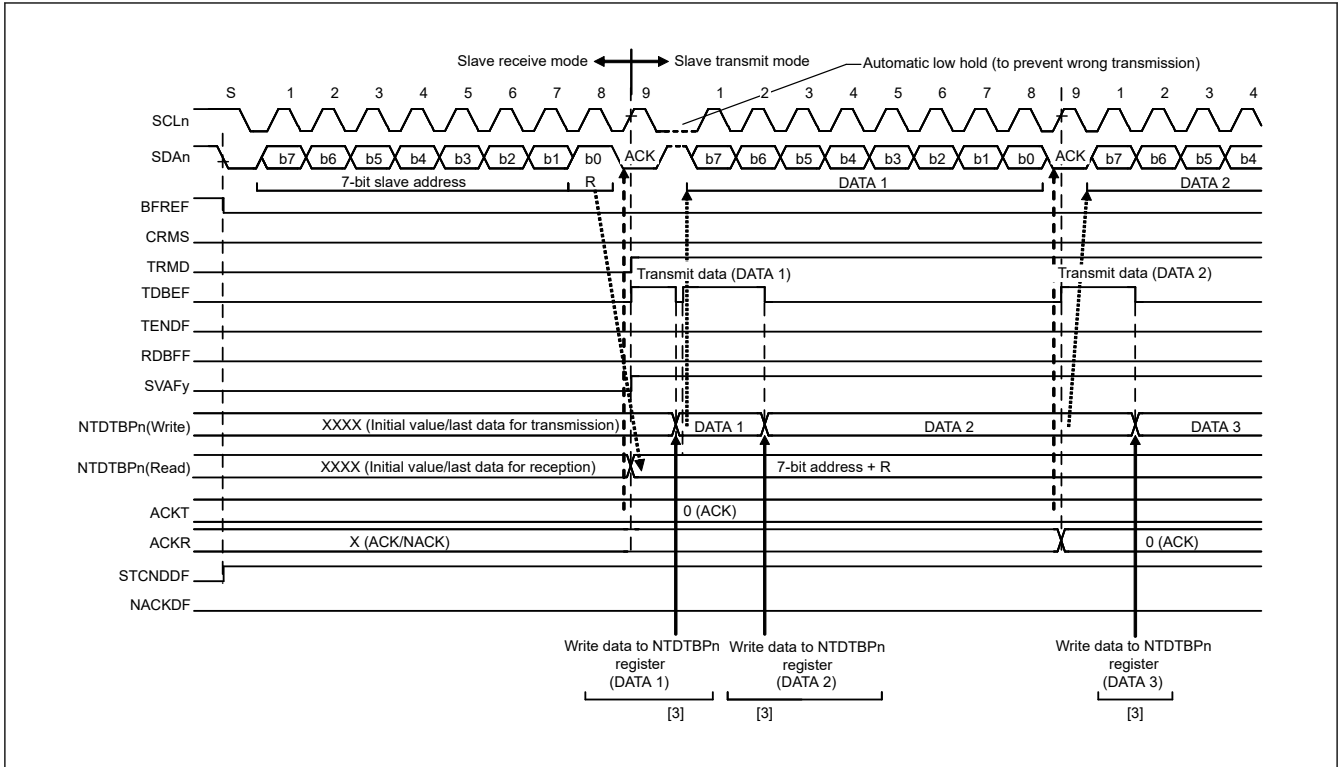 Slave receive mode Slave transmit mode Automatic low hold (to prevent wrong transmission)
S 1 2 3 4 5 6 7 8 9 1 2 3 4 5 6 7 8 9 1 2 3 4
SCLn
SDAn b7 b6 b5 b4 b3 b2 b1 b0 ACK b7 b6 b5 b4 b3 b2 b1 b0 ACK b7 b6 b5 b4
7-bit slave address R DATA 1 DATA 2
BFREF
CRMS
TRMD
Transmit data (DATA 1) Transmit data (DATA 2)
TDBEF
TENDF
RDBFF
SVAFy
NTDTBPn(Write) XXXX (Initial value/last data for transmission) DATA 1 DATA 2 DATA 3
NTDTBPn(Read) XXXX (Initial value/last data for reception) 7-bit address + R
ACKT 0 (ACK)
ACKR X (ACK/NACK) 0 (ACK)
STCNDDF
NACKDF
Write data to NTDTBPn Write data to NTDTBPn Write data to NTDTBPn
register register register
(DATA 1) (DATA 2) (DATA 3)
[3] [3] [3]